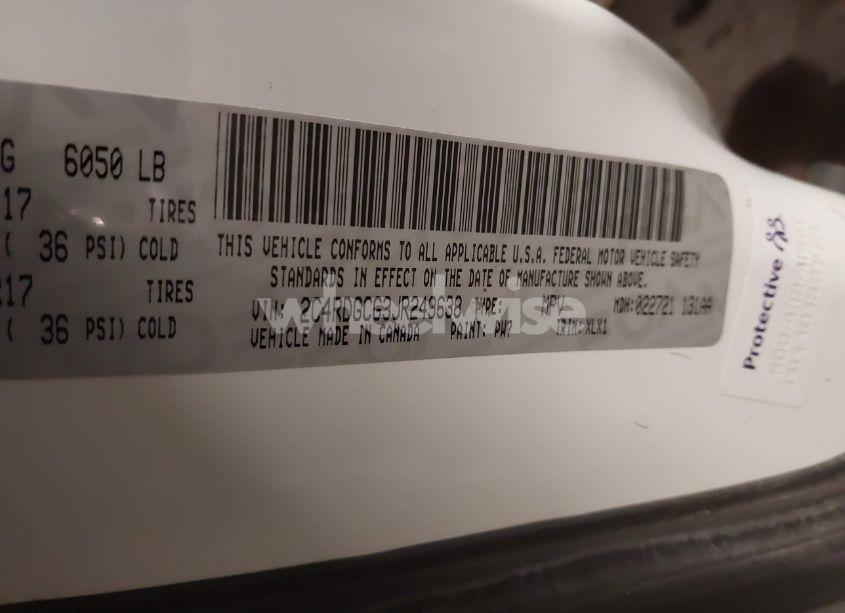 G 6050 LB
17 TIRES
( 36 PSI) COLD
217 TIRES
( 36 PSI) COLD
THIS VEHICLE CONFORMS TO ALL APPLICABLE U.S.A. FEDERAL MOTOR VEHICLE SAFETY
STANDARDS IN EFFECT ON THE DATE OF MANUFACTURE SHOWN ABOVE.
VIN: 2C4RDGCG3JR249638 TYPE: MPV MDH:022721 131AA
VEHICLE MADE IN CANADA PAINT: PW7 TRIM:XLX1
Protective